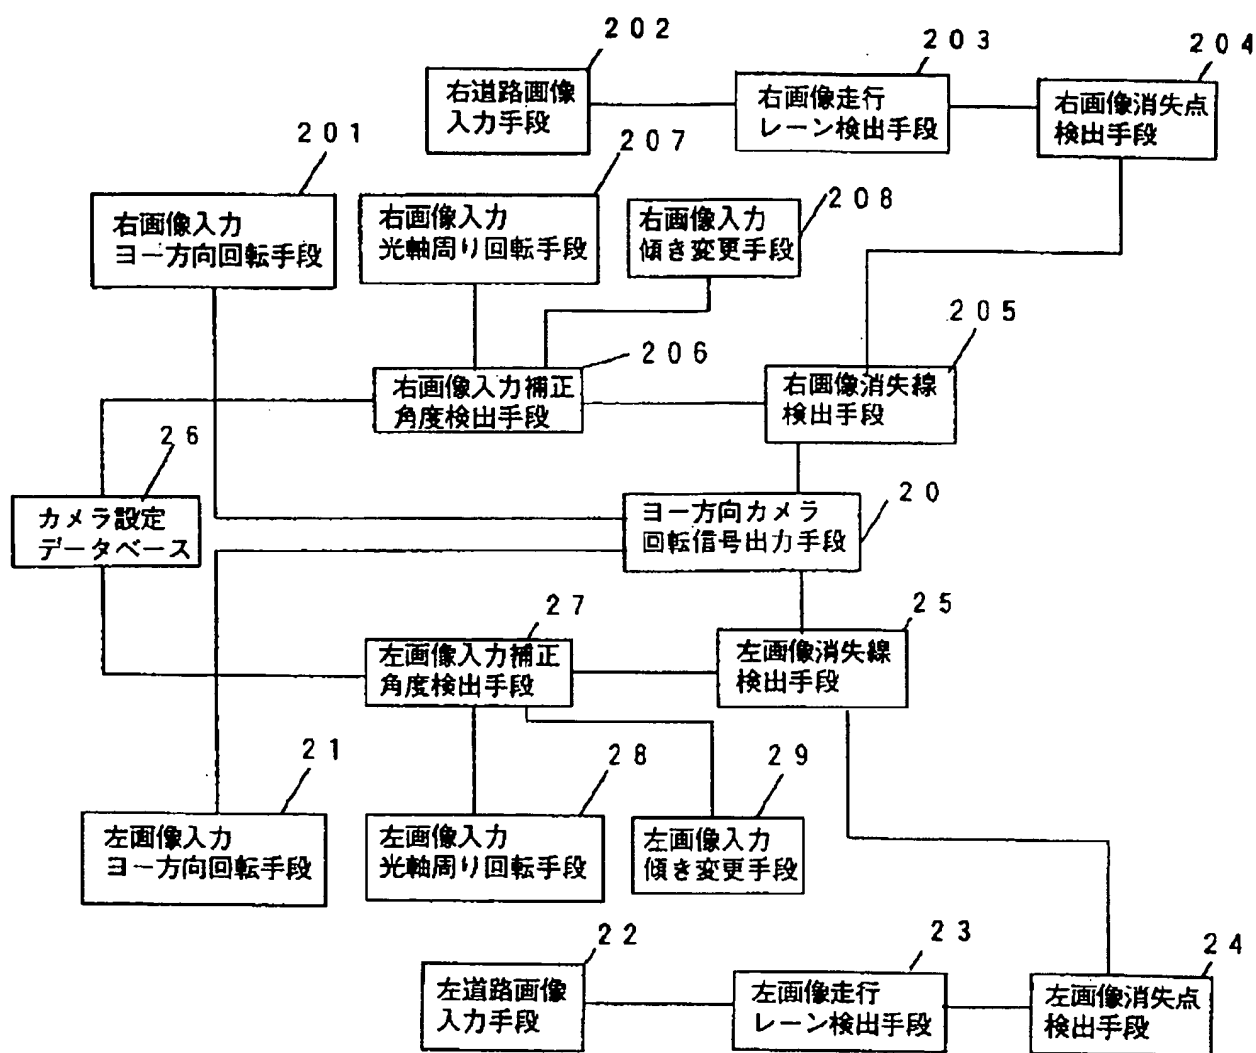 202
203
204
右道路画像
入力手段
右画像走行
レーン検出手段
右画像消失点
検出手段
201
207
208
右画像入力
ヨー方向回転手段
右画像入力
光軸周り回転手段
右画像入力
傾き変更手段
205
206
右画像入力補正
角度検出手段
右画像消失線
検出手段
26
カメラ設定
データベース
20
ヨー方向カメラ
回転信号出力手段
27
25
左画像入力補正
角度検出手段
左画像消失線
検出手段
21
28
29
左画像入力
ヨー方向回転手段
左画像入力
光軸周り回転手段
左画像入力
傾き変更手段
22
23
24
左道路画像
入力手段
左画像走行
レーン検出手段
左画像消失点
検出手段